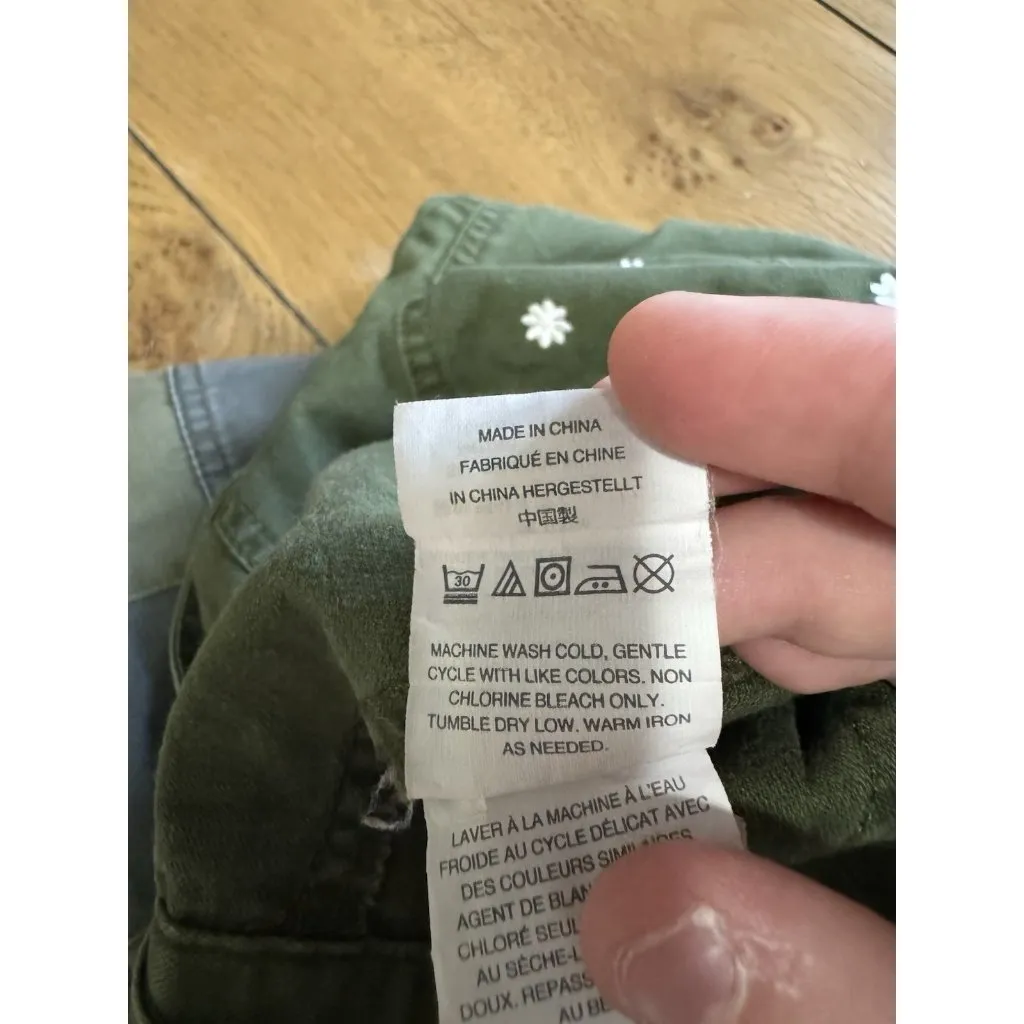 MADE IN CHINA
FABRIQUÉ EN CHINE
IN CHINA HERGESTELLT
中国製
30
MACHINE WASH COLD, GENTLE
CYCLE WITH LIKE COLORS. NON
CHLORINE BLEACH ONLY.
TUMBLE DRY LOW. WARM IRON
AS NEEDED.
LAVER À LA MACHINE À L'EAU
FROIDE AU CYCLE DÉLICAT AVEC
DES COULEURS SIMILAIRES
AGENT DE
CHLORÉ
AU
DOUX.
AU